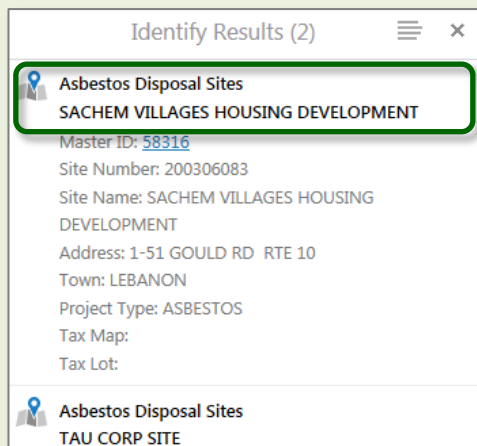 Identify Results (2)
Asbestos Disposal Sites
SACHEM VILLAGES HOUSING DEVELOPMENT
Master ID: 58316
Site Number: 200306083
Site Name: SACHEM VILLAGES HOUSING
DEVELOPMENT
Address: 1-51 GOULD RD  RTE 10
Town: LEBANON
Project Type: ASBESTOS
Tax Map:
Tax Lot:
Asbestos Disposal Sites
TAU CORP SITE